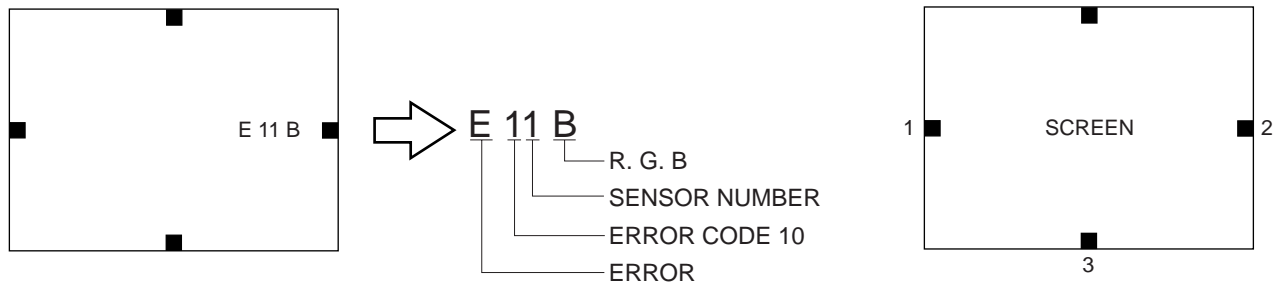 E 11 B
E 11 B
R. G. B
SENSOR NUMBER
ERROR CODE 10
ERROR
1
SCREEN
2
3